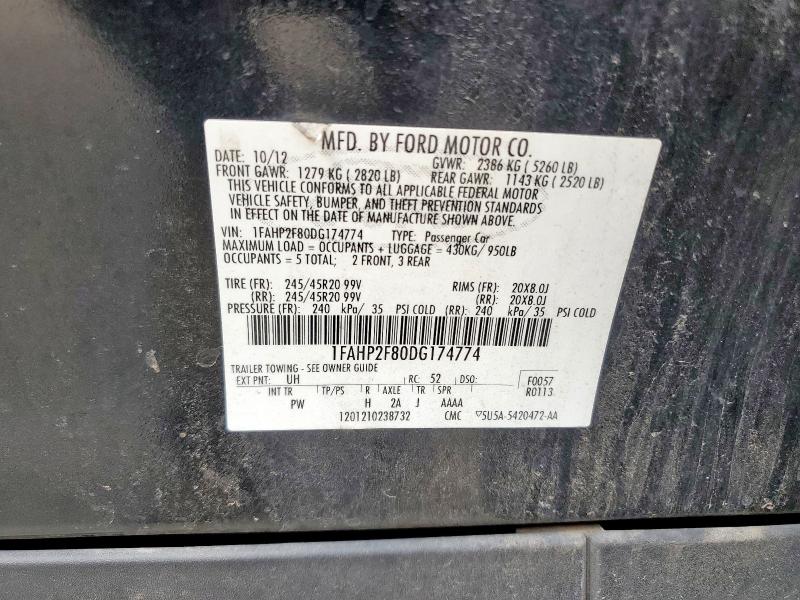 MFD. BY FORD MOTOR CO.
DATE: 10/12 GVWR: 2386 KG ( 5260 LB)
FRONT GAWR: 1279 KG ( 2820 LB) REAR GAWR: 1143 KG ( 2520 LB)
THIS VEHICLE CONFORMS TO ALL APPLICABLE FEDERAL MOTOR
VEHICLE SAFETY, BUMPER, AND THEFT PREVENTION STANDARDS
IN EFFECT ON THE DATE OF MANUFACTURE SHOWN ABOVE.
VIN: 1FAHP2F80DG174774 TYPE: Passenger Car
MAXIMUM LOAD = OCCUPANTS + LUGGAGE = 430KG/ 950LB
OCCUPANTS = 5 TOTAL; 2 FRONT, 3 REAR
TIRE (FR): 245/45R20 99V RIMS (FR): 20X8.0J
(RR): 245/45R20 99V (RR): 20X8.0J
PRESSURE (FR): 240 kPa/ 35 PSI COLD (RR): 240 kPa/ 35 PSI COLD
1FAHP2F80DG174774
TRAILER TOWING - SEE OWNER GUIDE
EXT PNT: UH RC: 52 DSO: F0057
INT TR TP/PS R AXLE TR SPR R0113
PW H 2A J AAAA
1201210238732 CMC ▽5U5A-5420472-AA